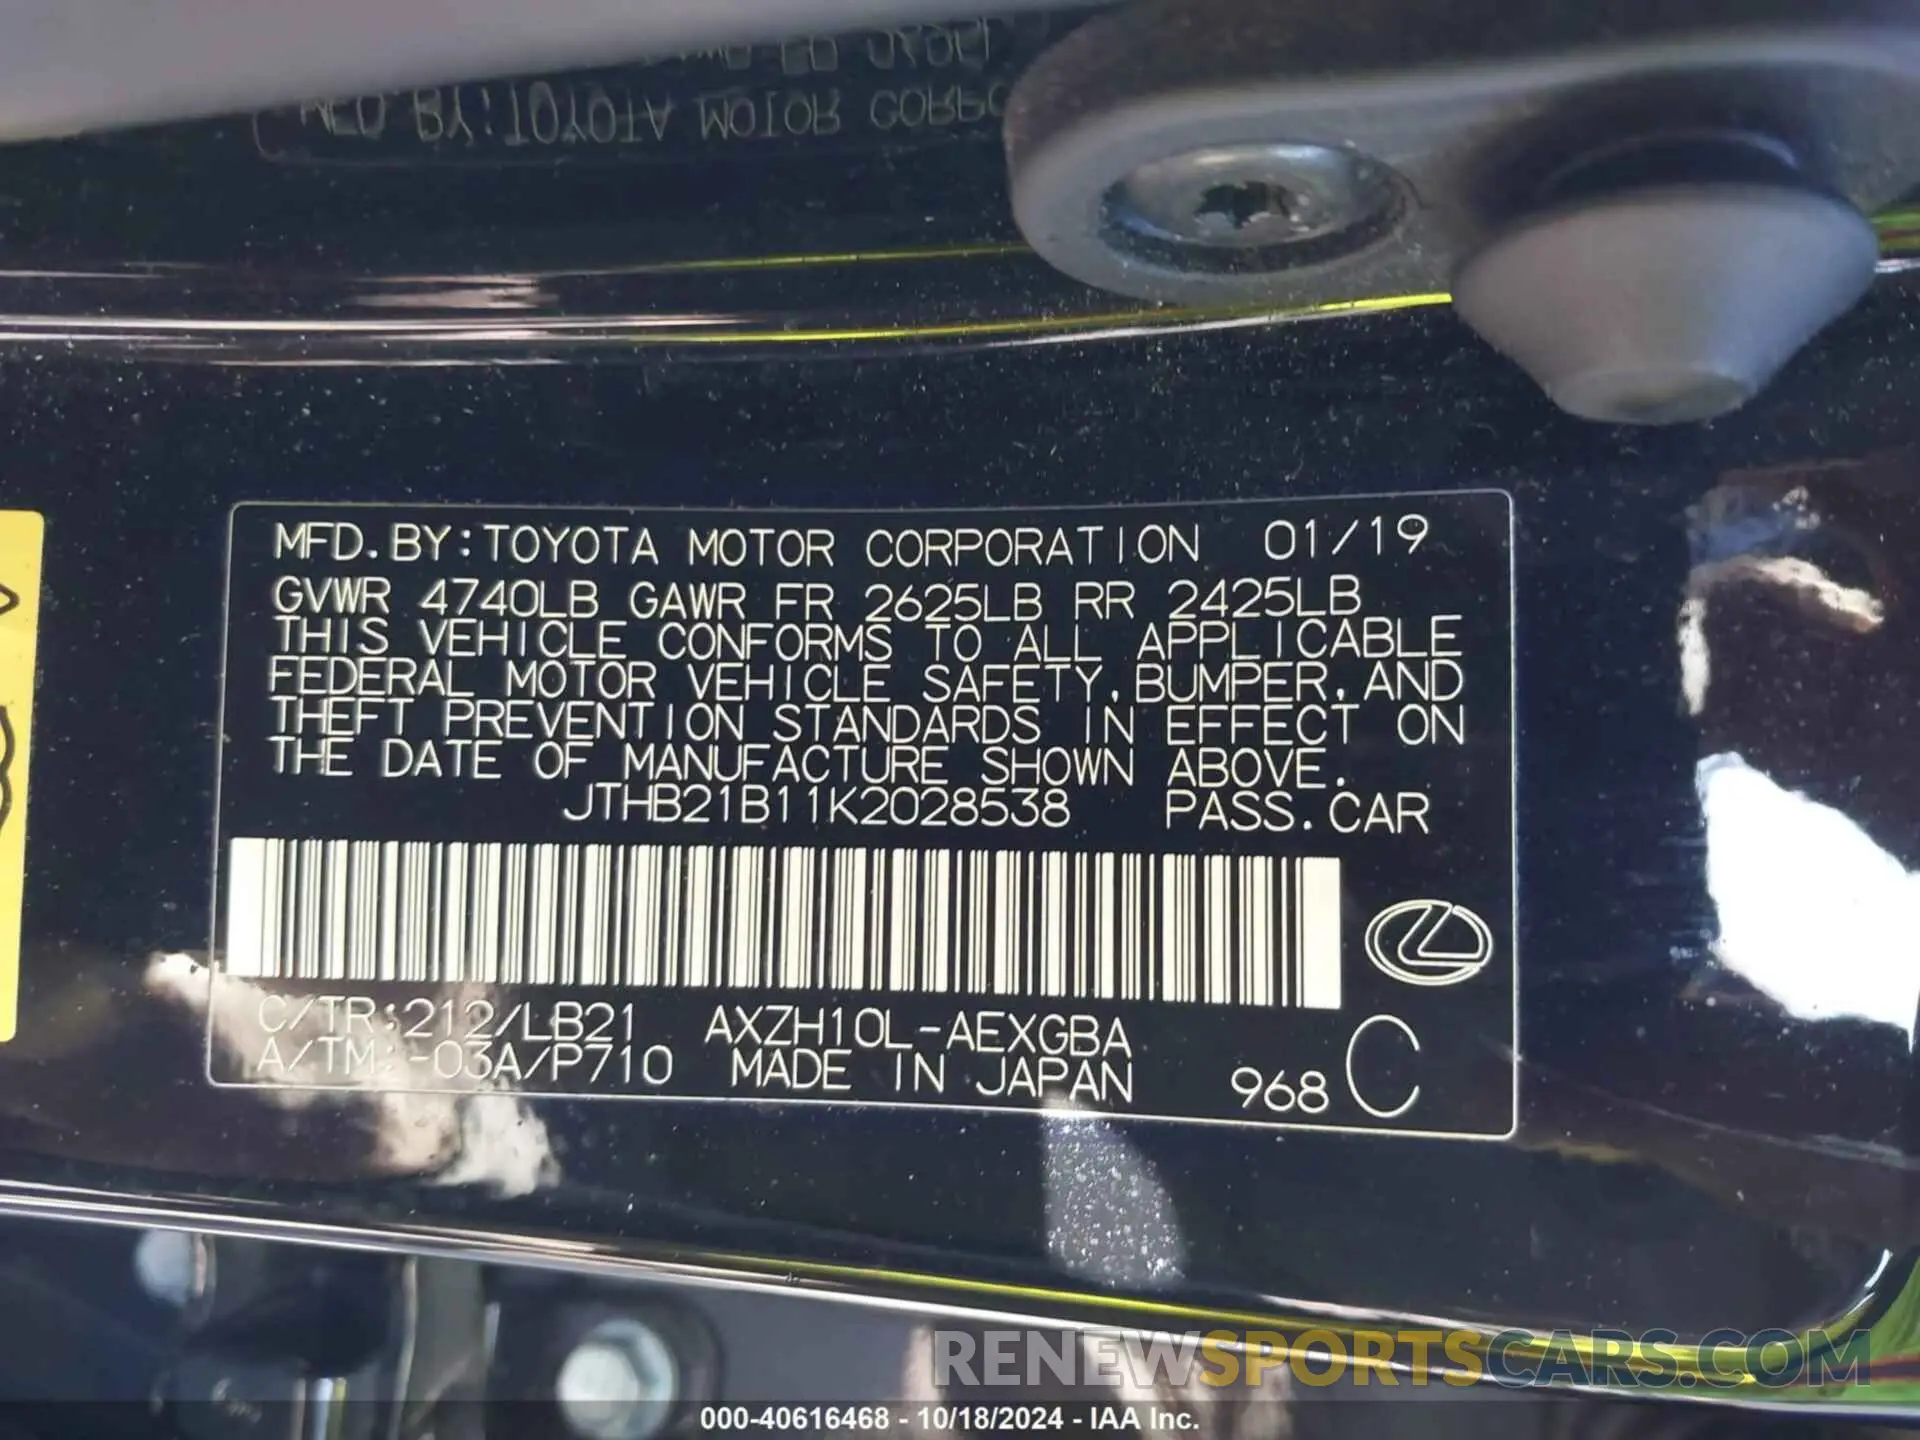 MFD. BY: TOYOTA MOTOR CORPO
MFD.BY:TOYOTA MOTOR CORPORATION 01/19
GVWR 4740LB GAWR FR 2625LB RR 2425LB
THIS VEHICLE CONFORMS TO ALL APPLICABLE
FEDERAL MOTOR VEHICLE SAFETY,BUMPER,AND
THEFT PREVENTION STANDARDS IN EFFECT ON
THE DATE OF MANUFACTURE SHOWN ABOVE.
JTHB21B11K2028538 PASS.CAR
C/TR:212/LB21 AXZH10L-AEXGBA
A/TM:-03A/P710 MADE IN JAPAN 968 C
RENEWSPORTSCARS.COM
000-40616468 - 10/18/2024 - IAA Inc.